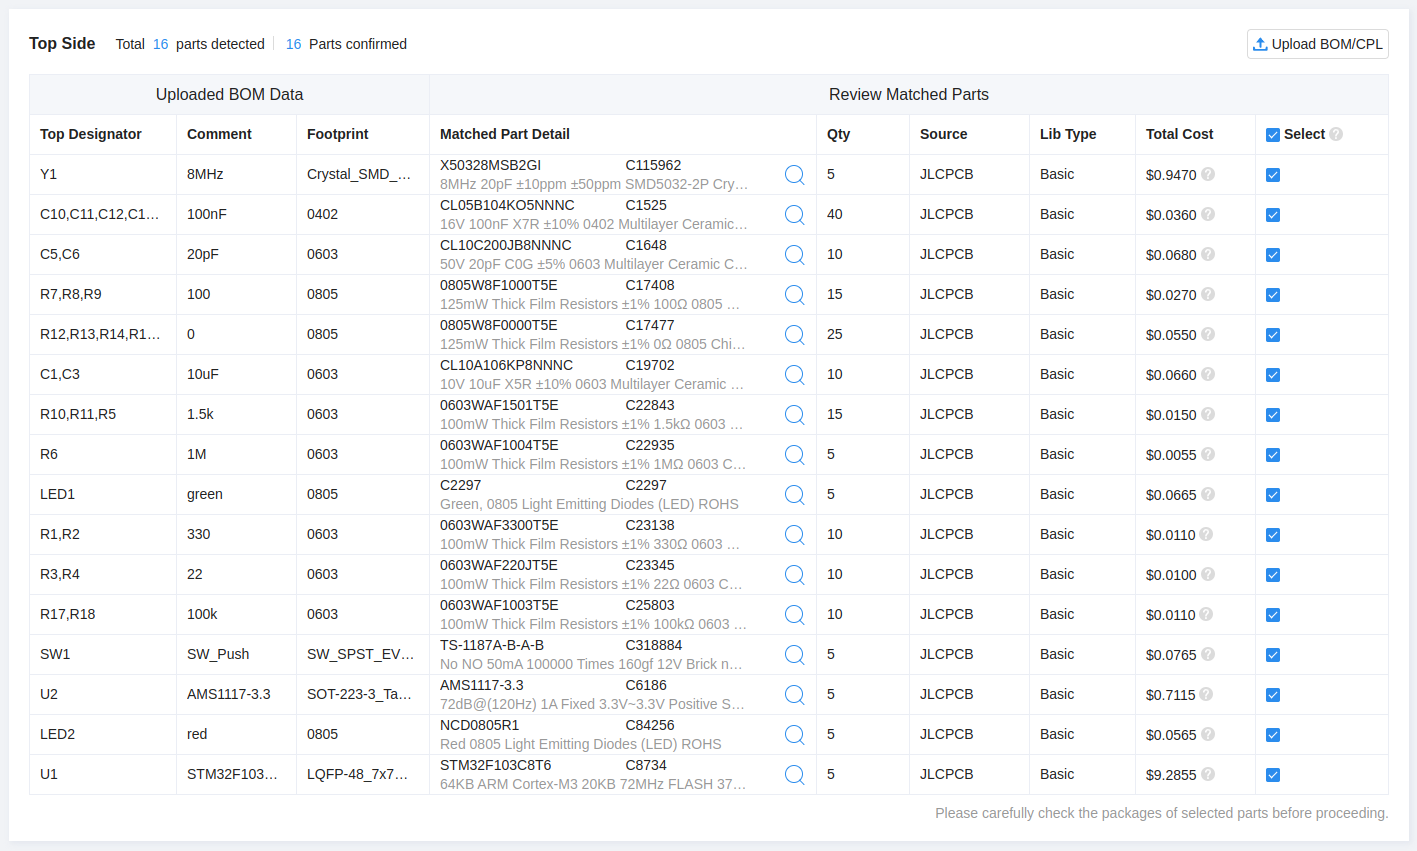 Top Side Total 16 parts detected 16 Parts confirmed Upload BOM/CPL
Uploaded BOM Data Review Matched Parts
Top Designator Comment Footprint Matched Part Detail Qty Source Lib Type Total Cost Select ?
Y1 8MHz Crystal_SMD_… X50328MSB2GI C115962 5 JLCPCB Basic $0.9470 ?
8MHz 20pF ±10ppm ±50ppm SMD5032-2P Cry…
C10,C11,C12,C1… 100nF 0402 CL05B104KO5NNNC C1525 40 JLCPCB Basic $0.0360 ?
16V 100nF X7R ±10% 0402 Multilayer Ceramic…
C5,C6 20pF 0603 CL10C200JB8NNNC C1648 10 JLCPCB Basic $0.0680 ?
50V 20pF C0G ±5% 0603 Multilayer Ceramic C…
R7,R8,R9 100 0805 0805W8F1000T5E C17408 15 JLCPCB Basic $0.0270 ?
125mW Thick Film Resistors ±1% 100Ω 0805 …
R12,R13,R14,R1… 0 0805 0805W8F0000T5E C17477 25 JLCPCB Basic $0.0550 ?
125mW Thick Film Resistors ±1% 0Ω 0805 Chi…
C1,C3 10uF 0603 CL10A106KP8NNNC C19702 10 JLCPCB Basic $0.0660 ?
10V 10uF X5R ±10% 0603 Multilayer Ceramic …
R10,R11,R5 1.5k 0603 0603WAF1501T5E C22843 15 JLCPCB Basic $0.0150 ?
100mW Thick Film Resistors ±1% 1.5kΩ 0603 …
R6 1M 0603 0603WAF1004T5E C22935 5 JLCPCB Basic $0.0055 ?
100mW Thick Film Resistors ±1% 1MΩ 0603 C…
LED1 green 0805 C2297 C2297 5 JLCPCB Basic $0.0665 ?
Green, 0805 Light Emitting Diodes (LED) ROHS
R1,R2 330 0603 0603WAF3300T5E C23138 10 JLCPCB Basic $0.0110 ?
100mW Thick Film Resistors ±1% 330Ω 0603 …
R3,R4 22 0603 0603WAF220JT5E C23345 10 JLCPCB Basic $0.0100 ?
100mW Thick Film Resistors ±1% 22Ω 0603 C…
R17,R18 100k 0603 0603WAF1003T5E C25803 10 JLCPCB Basic $0.0110 ?
100mW Thick Film Resistors ±1% 100kΩ 0603 …
SW1 SW_Push SW_SPST_EV… TS-1187A-B-A-B C318884 5 JLCPCB Basic $0.0765 ?
No NO 50mA 100000 Times 160gf 12V Brick n…
U2 AMS1117-3.3 SOT-223-3_Ta… AMS1117-3.3 C6186 5 JLCPCB Basic $0.7115 ?
72dB@(120Hz) 1A Fixed 3.3V~3.3V Positive S…
LED2 red 0805 NCD0805R1 C84256 5 JLCPCB Basic $0.0565 ?
Red 0805 Light Emitting Diodes (LED) ROHS
U1 STM32F103… LQFP-48_7x7… STM32F103C8T6 C8734 5 JLCPCB Basic $9.2855 ?
64KB ARM Cortex-M3 20KB 72MHz FLASH 37…
Please carefully check the packages of selected parts before proceeding.